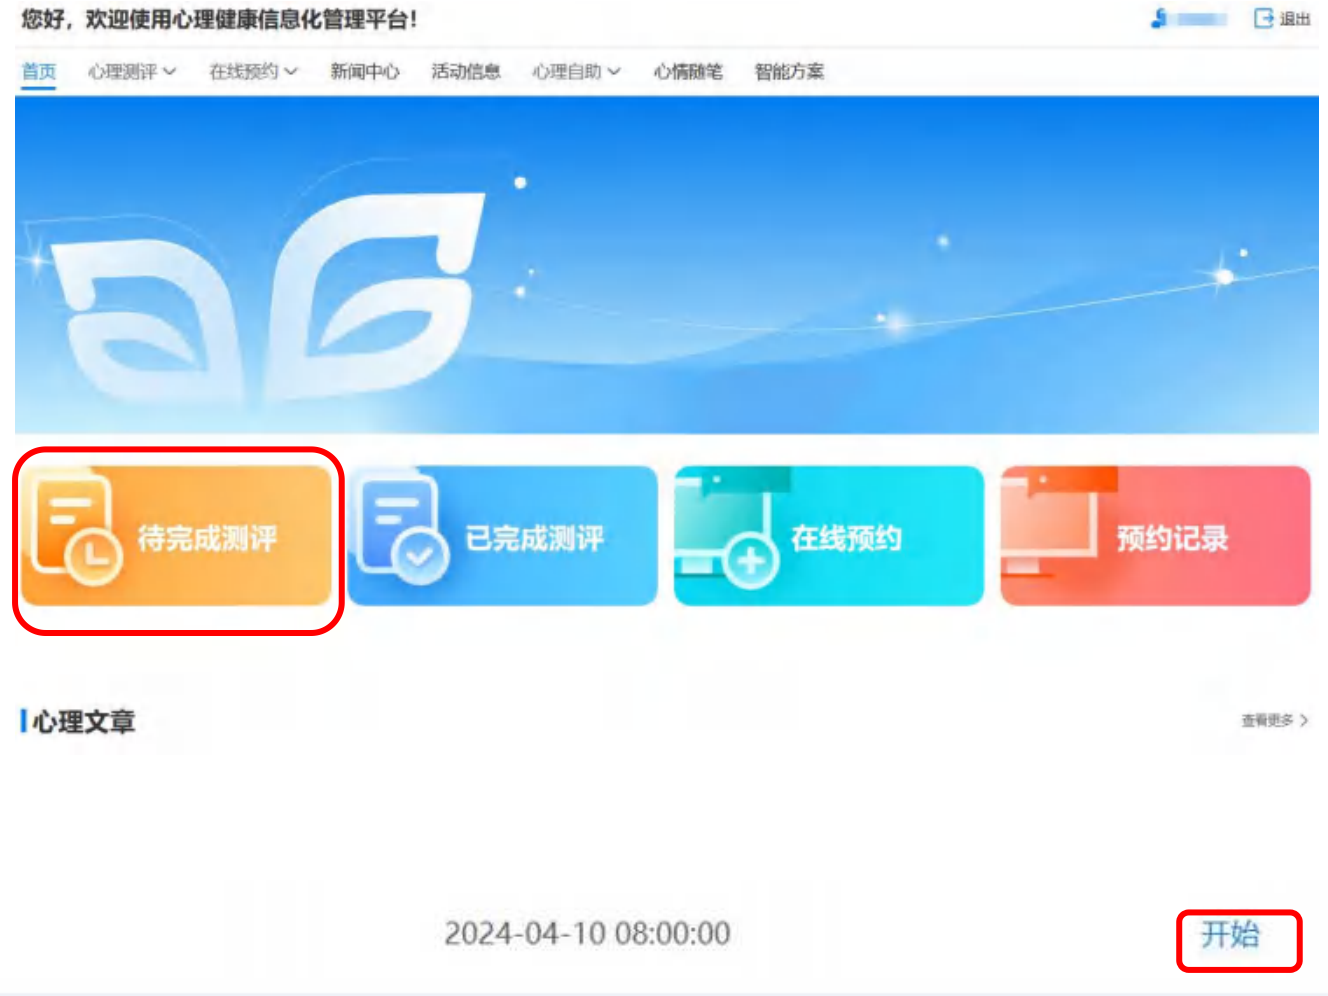 您好，欢迎使用心理健康信息化管理平台！
退出
首页 心理测评 在线预约 新闻中心 活动信息 心理自助 心情随笔 智能方案
待完成测评 已完成测评 在线预约 预约记录
心理文章
查看更多
2024-04-10 08:00:00 开始